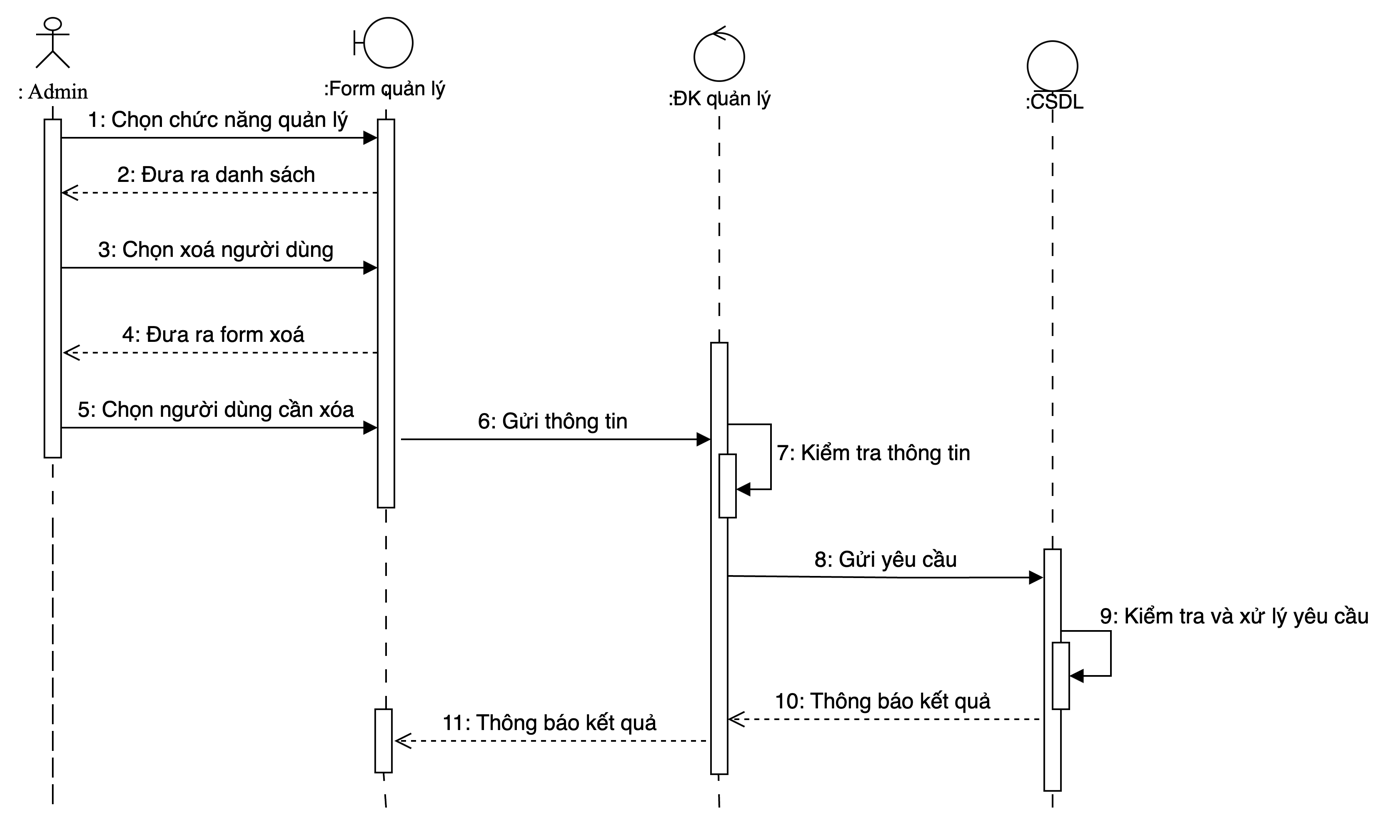 : Admin
:Form quản lý
:ĐK quản lý
:CSDL
1: Chọn chức năng quản lý
2: Đưa ra danh sách
3: Chọn xoá người dùng
4: Đưa ra form xoá
5: Chọn người dùng cần xóa
6: Gửi thông tin
7: Kiểm tra thông tin
8: Gửi yêu cầu
9: Kiểm tra và xử lý yêu cầu
10: Thông báo kết quả
11: Thông báo kết quả